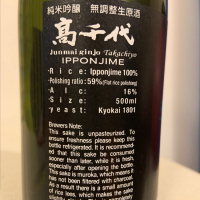 純米吟醸 無調整生原酒
髙千代
Junmai ginjo Takachiyo
IPPONJIME
・Rice: Ipponjime 100%
・Polishing ratio: 59% (Flat rice polishing)
・Alc: 16%
・Size: 500ml
・yeast: Kyokai 1801
Brewers Note:
This sake is unpasteurized. To
ensure freshness please keep this
bottle refrigerated. It is recommend-
ed that this sake be consumed
sooner than later, while it is fresh,
especially after opening the bottle.
This sake is muroka, which means it
has not been filtered with charcoal.
As a result there is a small amount
of rice lees, which makes the sake
slightly